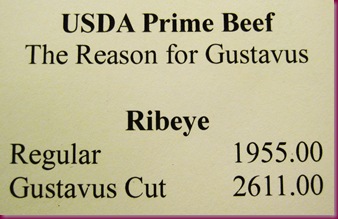 USDA Prime Beef
The Reason for Gustavus
Ribeye
Regular 1955.00
Gustavus Cut 2611.00